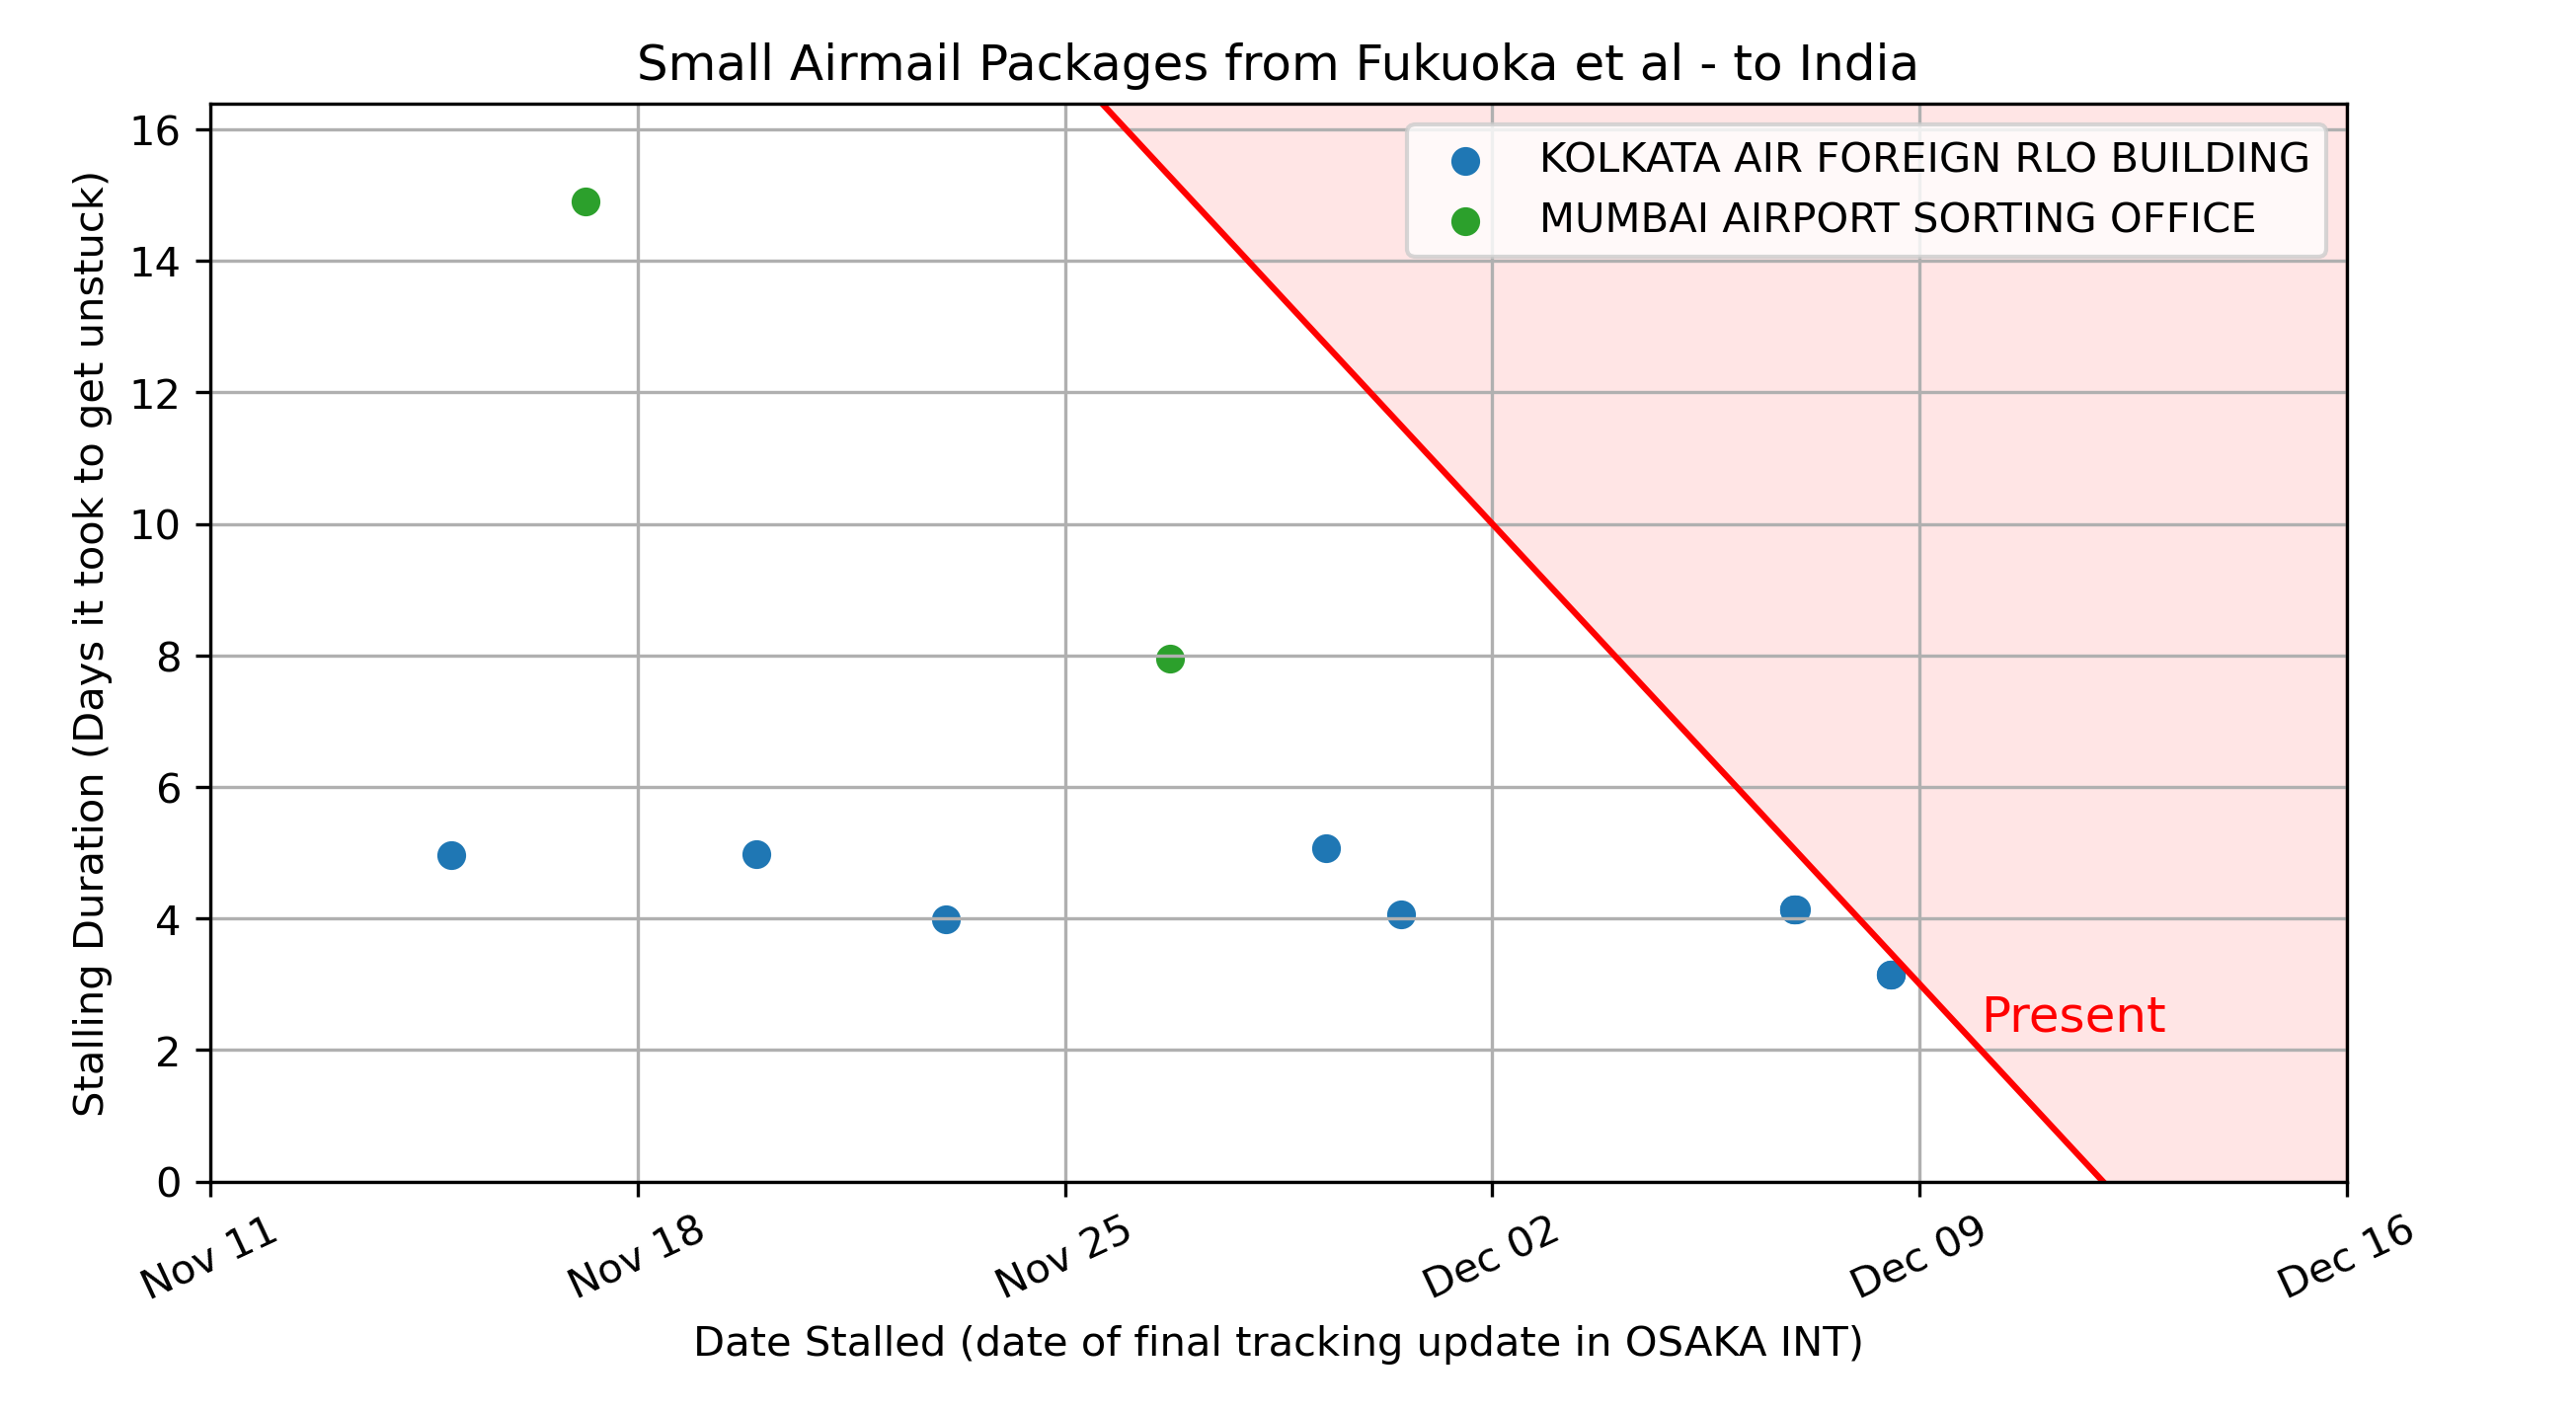 Small Airmail Packages from Fukuoka et al - to India
KOLKATA AIR FOREIGN RLO BUILDING
MUMBAI AIRPORT SORTING OFFICE
Stalling Duration (Days it took to get unstuck)
16
14
12
10
8
6
4
2
0
Present
Nov 11
Nov 18
Nov 25
Dec 02
Dec 09
Dec 16
Date Stalled (date of final tracking update in OSAKA INT)